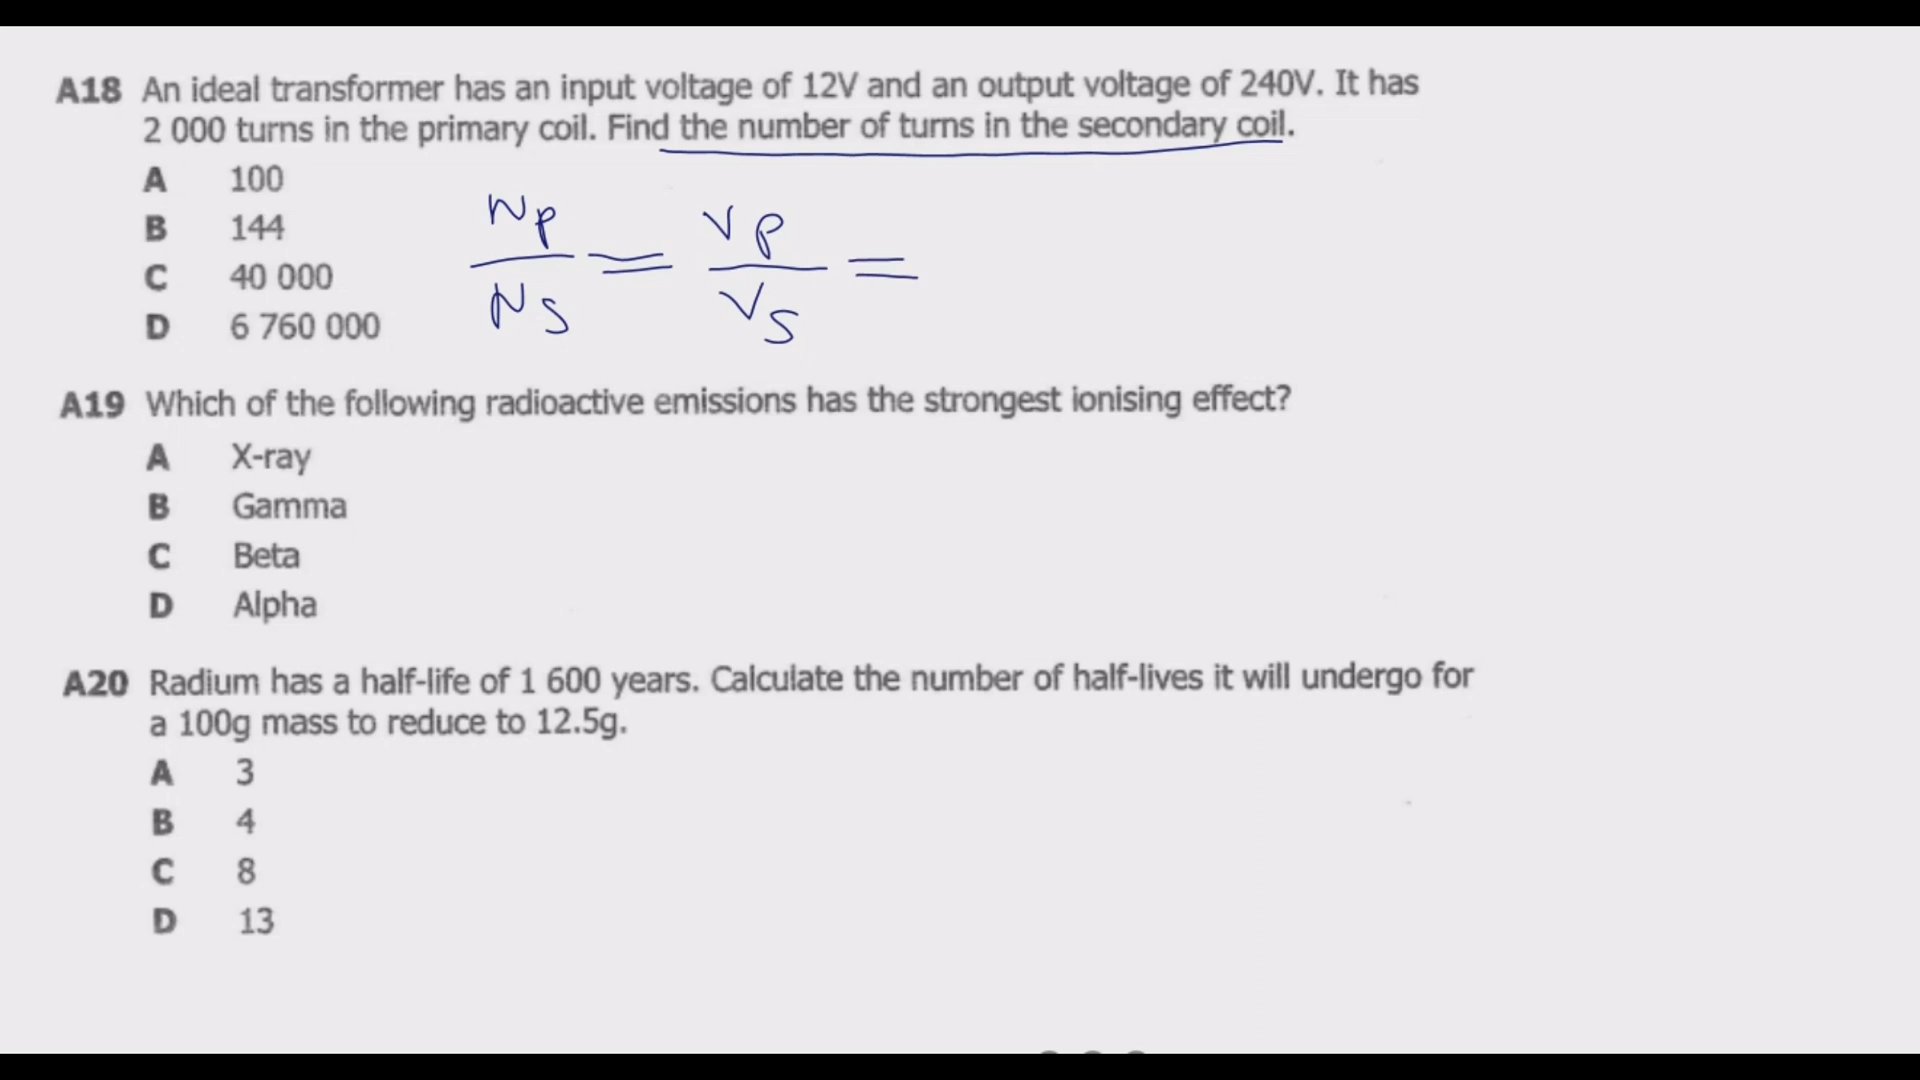 A18 An ideal transformer has an input voltage of 12V and an output voltage of 240V. It has
2 000 turns in the primary coil. Find the number of turns in the secondary coil.
A 100
B 144
C 40 000
D 6 760 000
Np/Ns = Vp/Vs =
A19 Which of the following radioactive emissions has the strongest ionising effect?
A X-ray
B Gamma
C Beta
D Alpha
A20 Radium has a half-life of 1 600 years. Calculate the number of half-lives it will undergo for
a 100g mass to reduce to 12.5g.
A 3
B 4
C 8
D 13